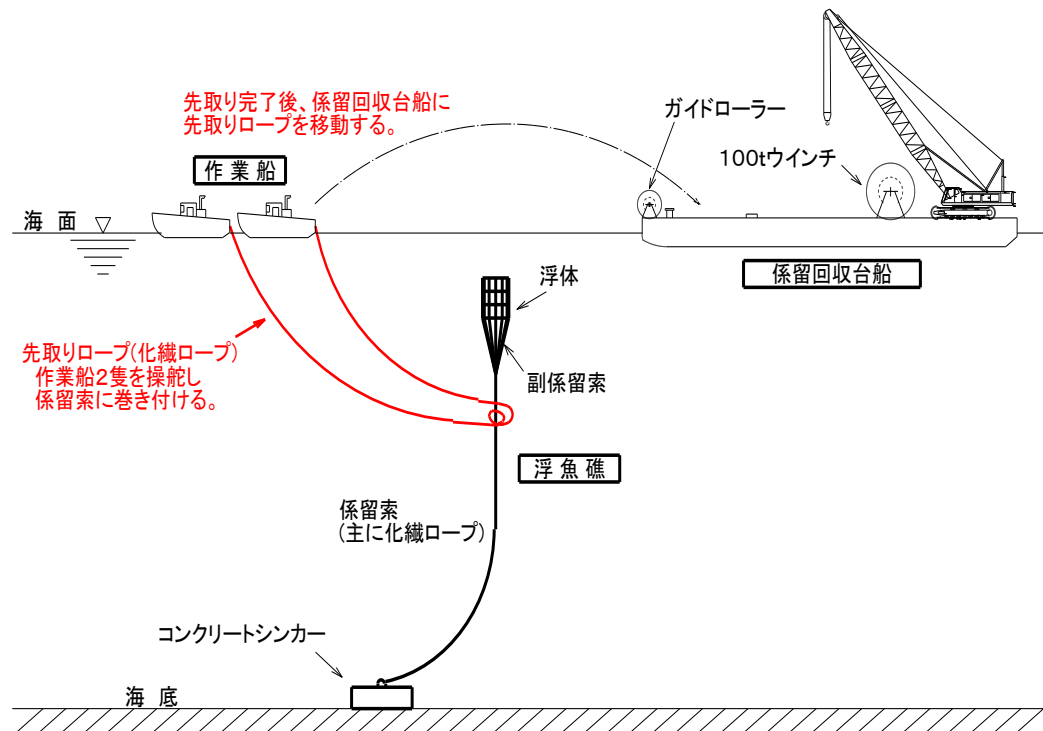 先取り完了後、係留回収台船に
先取りロープを移動する。
作業船
ガイドローラー
100tウインチ
海面
係留回収台船
浮体
先取りロープ(化繊ロープ)
作業船2隻を操舵し
係留索に巻き付ける。
副係留索
浮魚礁
係留索
(主に化繊ロープ)
コンクリートシンカー
海底